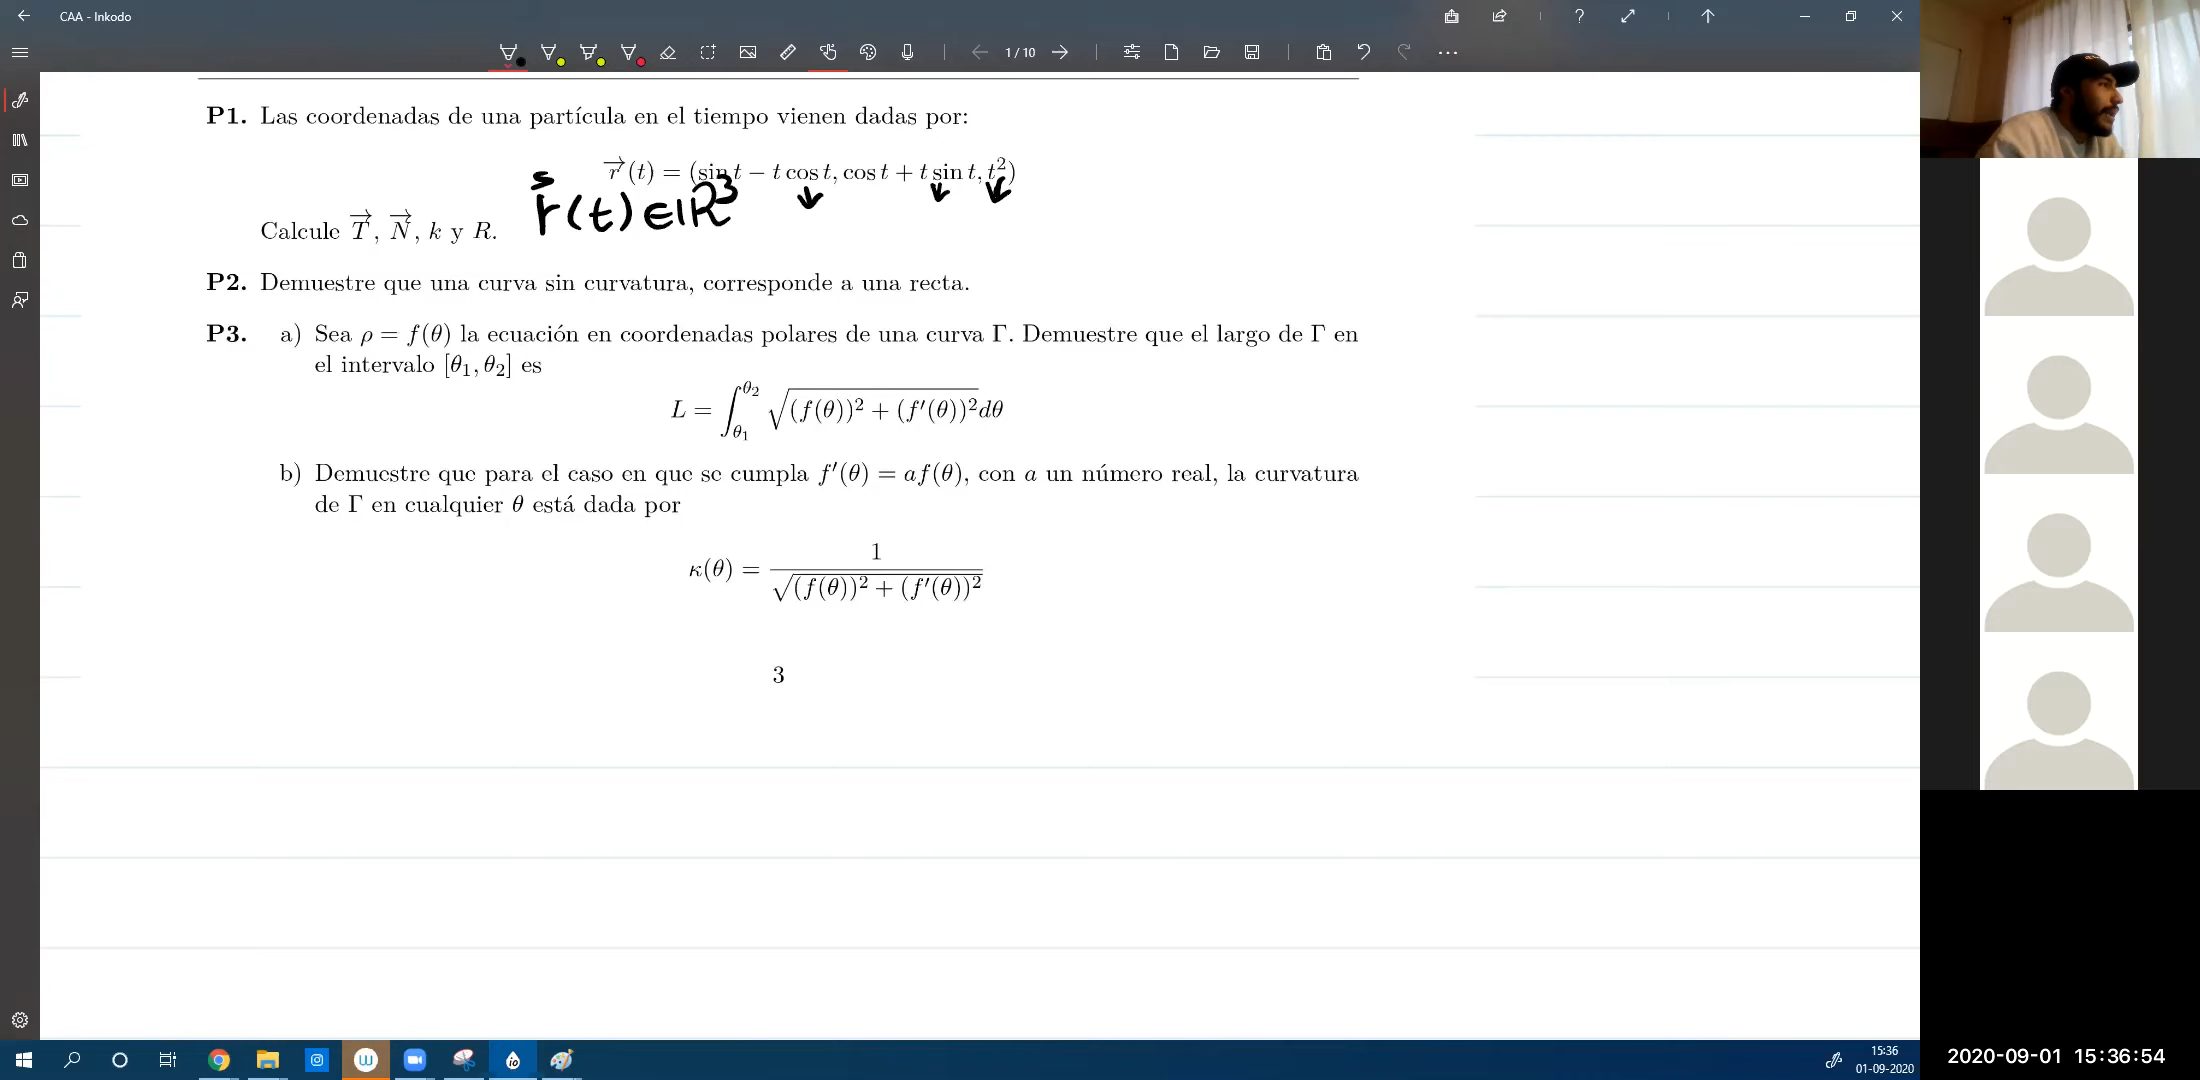 CAA - Inkodo
1 / 10
P1. Las coordenadas de una partícula en el tiempo vienen dadas por:
r⃗(t) = (sin t − t cos t, cos t + t sin t, t²)
r⃗(t) ∈ ℝ³
Calcule T⃗, N⃗, k y R.
P2. Demuestre que una curva sin curvatura, corresponde a una recta.
P3. a) Sea ρ = f(θ) la ecuación en coordenadas polares de una curva Γ. Demuestre que el largo de Γ en
el intervalo [θ₁, θ₂] es
L = ∫_{θ₁}^{θ₂} √((f(θ))² + (f′(θ))²) dθ
b) Demuestre que para el caso en que se cumpla f′(θ) = af(θ), con a un número real, la curvatura
de Γ en cualquier θ está dada por
κ(θ) = 1 / √((f(θ))² + (f′(θ))²)
3
15:36
01-09-2020
2020-09-01 15:36:54